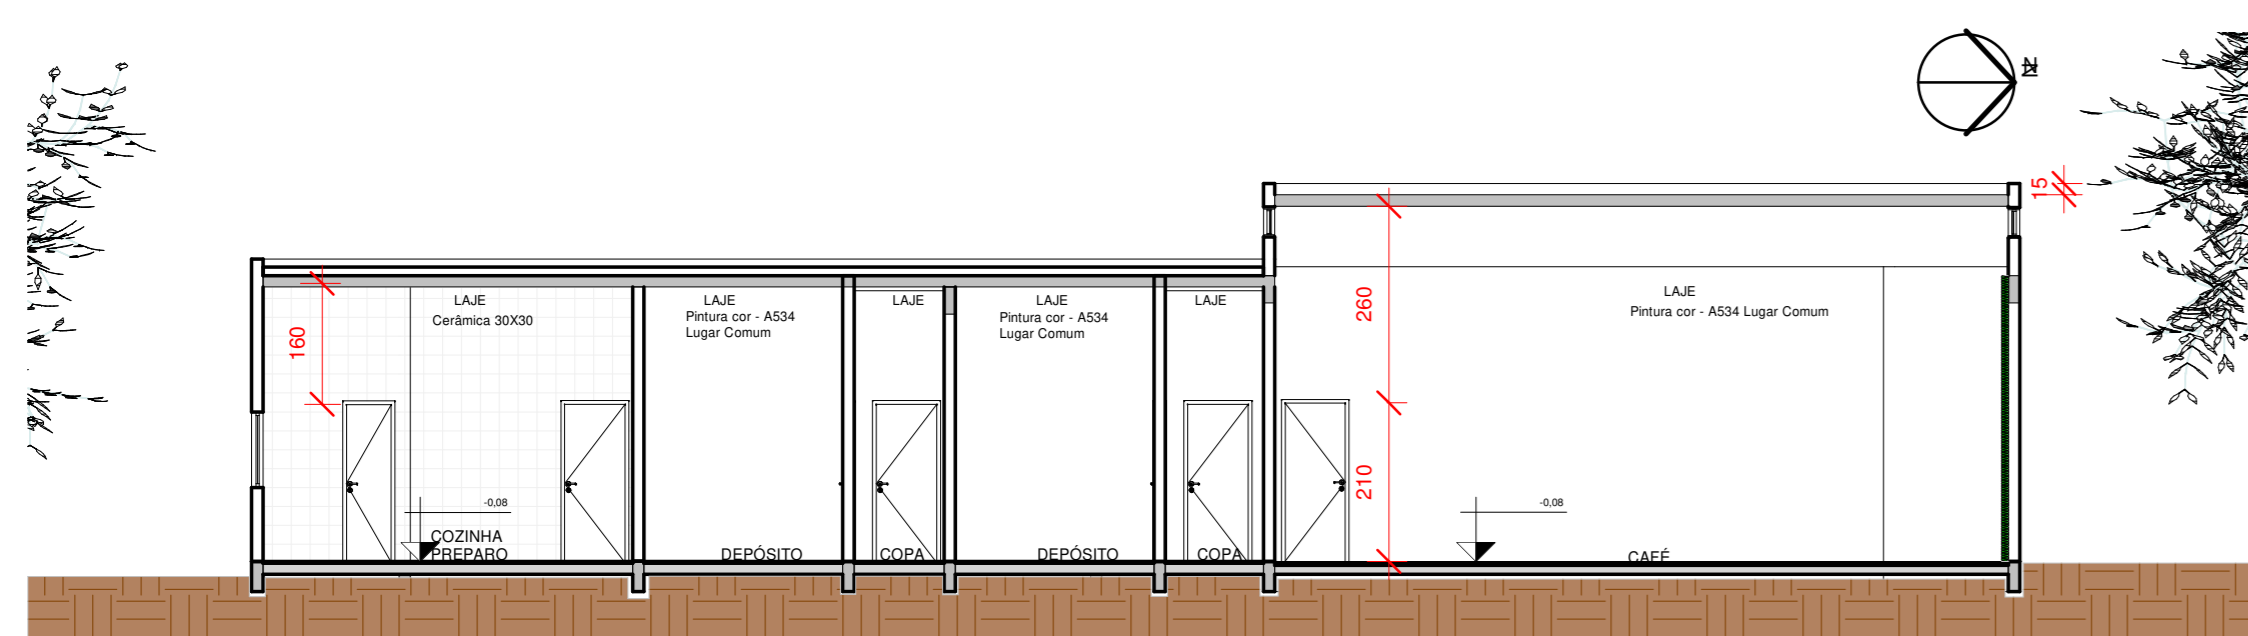 N
15
LAJE
Cerâmica 30X30
LAJE
Pintura cor - A534
Lugar Comum
LAJE
LAJE
Pintura cor - A534
Lugar Comum
LAJE
LAJE
Pintura cor - A534 Lugar Comum
160
260
210
-0,08
-0,08
COZINHA
PREPARO
DEPÓSITO
COPA
DEPÓSITO
COPA
CAFÉ